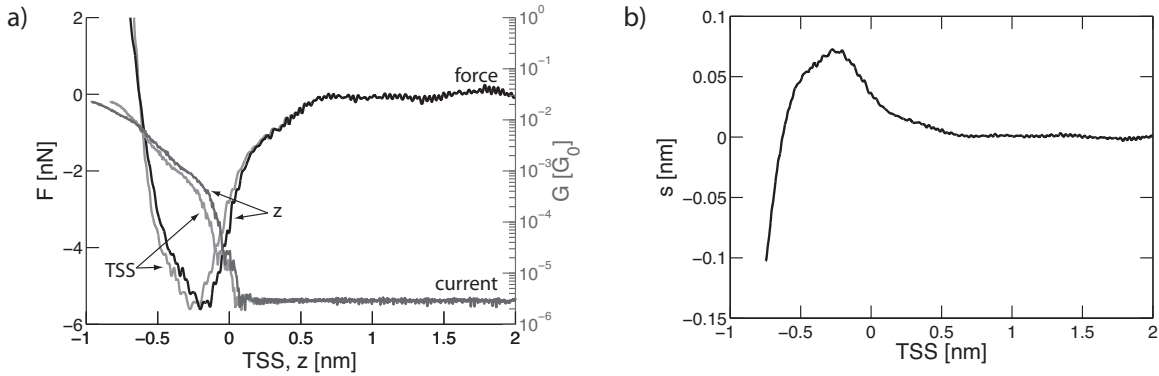 a)
2
0
−2
−4
−6
F [nN]
force
z
TSS
current
10^0
10^-1
10^-2
10^-3
10^-4
10^-5
10^-6
G [G_0]
−1
−0.5
0
0.5
1
1.5
2
TSS, z [nm]
b)
0.1
0.05
0
−0.05
−0.1
−0.15
s [nm]
−1
−0.5
0
0.5
1
1.5
2
TSS [nm]